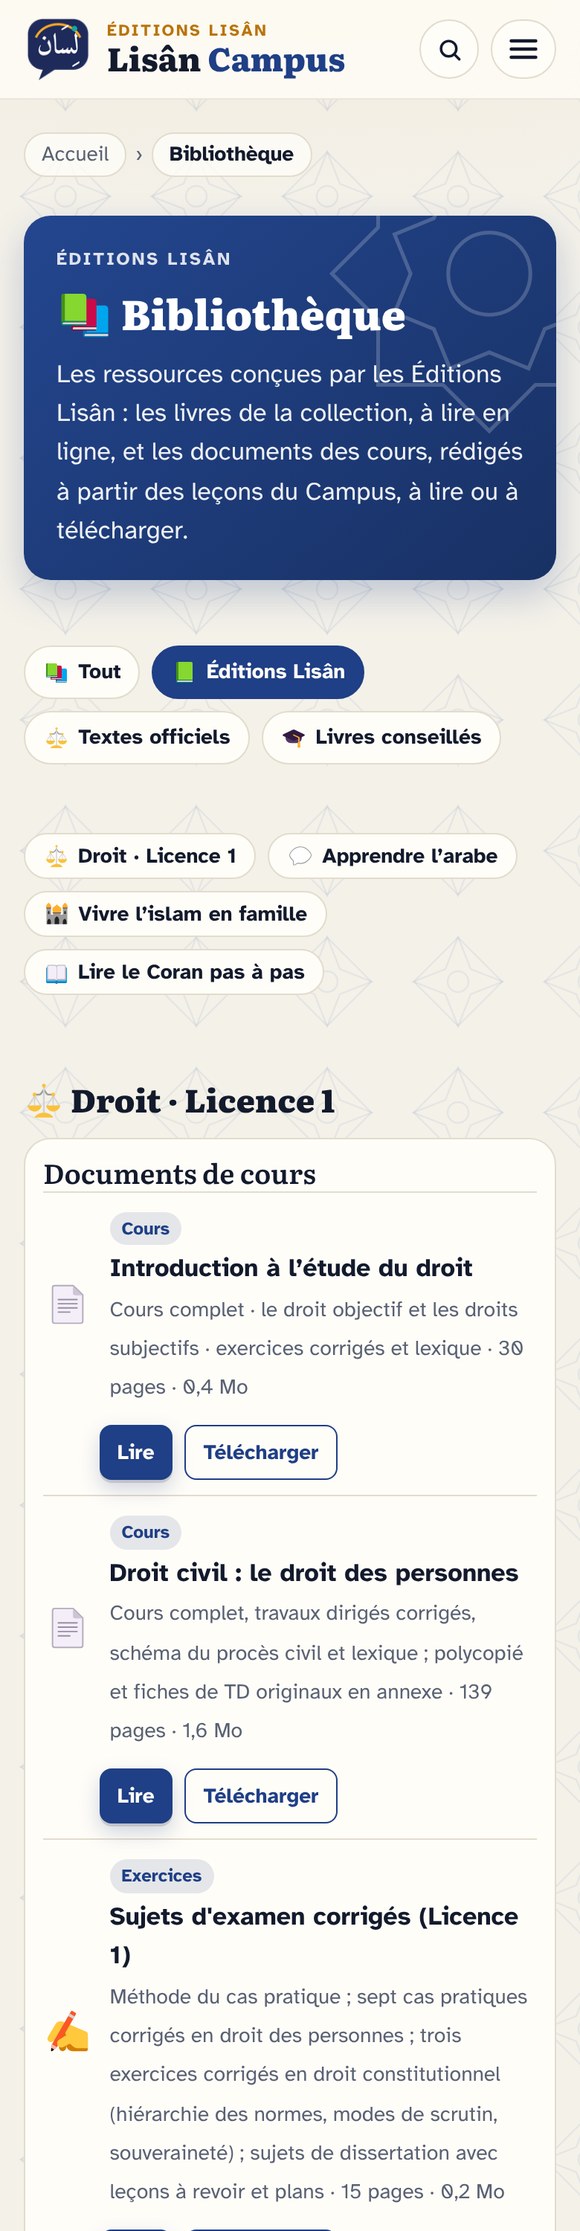 لِسَان
ÉDITIONS LISÂN
Lisân Campus
Accueil › Bibliothèque
ÉDITIONS LISÂN
Bibliothèque
Les ressources conçues par les Éditions
Lisân : les livres de la collection, à lire en
ligne, et les documents des cours, rédigés
à partir des leçons du Campus, à lire ou à
télécharger.
Tout
Éditions Lisân
Textes officiels
Livres conseillés
Droit · Licence 1
Apprendre l’arabe
Vivre l’islam en famille
Lire le Coran pas à pas
Droit · Licence 1
Documents de cours
Cours
Introduction à l’étude du droit
Cours complet · le droit objectif et les droits
subjectifs · exercices corrigés et lexique · 30
pages · 0,4 Mo
Lire
Télécharger
Cours
Droit civil : le droit des personnes
Cours complet, travaux dirigés corrigés,
schéma du procès civil et lexique ; polycopié
et fiches de TD originaux en annexe · 139
pages · 1,6 Mo
Lire
Télécharger
Exercices
Sujets d'examen corrigés (Licence
1)
Méthode du cas pratique ; sept cas pratiques
corrigés en droit des personnes ; trois
exercices corrigés en droit constitutionnel
(hiérarchie des normes, modes de scrutin,
souveraineté) ; sujets de dissertation avec
leçons à revoir et plans · 15 pages · 0,2 Mo